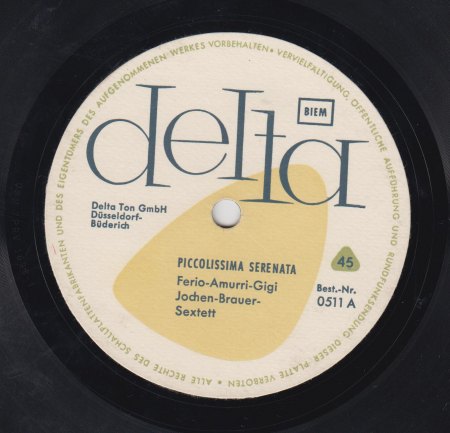 delta
BIEM
Delta Ton GmbH
Düsseldorf-
Büderich
PICCOLISSIMA SERENATA
Ferio-Amurri-Gigi
Jochen-Brauer-
Sextett
45
Best.-Nr.
0511 A
• ALLE RECHTE DES SCHALLPLATTENFABRIKANTEN UND DES EIGENTÜMERS DES AUFGENOMMENEN WERKES VORBEHALTEN • VERVIELFÄLTIGUNG, ÖFFENTLICHE AUFFÜHRUNG UND RUNDFUNKSENDUNG DIESER PLATTE VERBOTEN